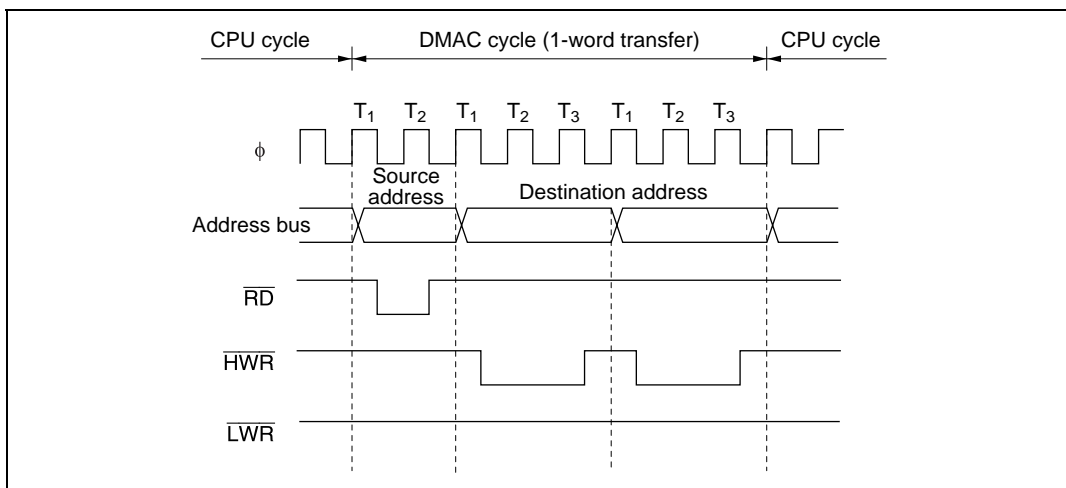 CPU cycle DMAC cycle (1-word transfer) CPU cycle
T1 T2 T1 T2 T3 T1 T2 T3
ϕ
Source
address Destination address
Address bus
RD
HWR
LWR